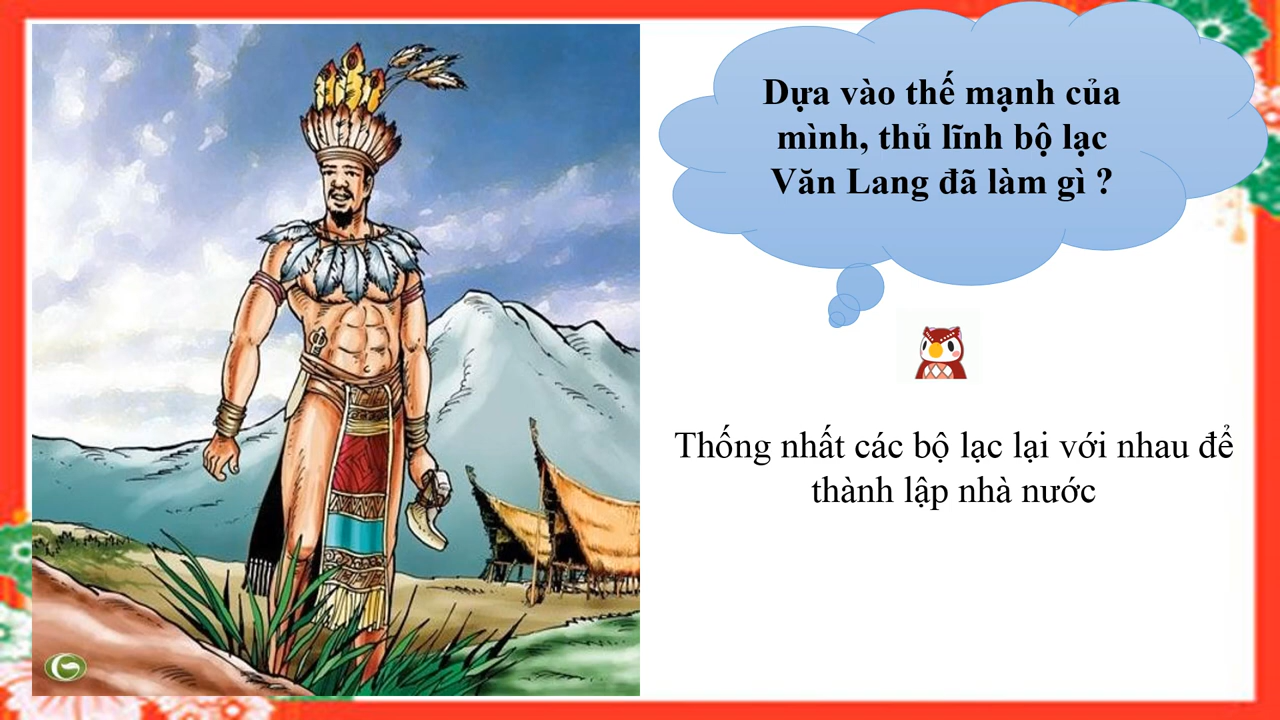 Dựa vào thế mạnh của
mình, thủ lĩnh bộ lạc
Văn Lang đã làm gì ?
Thống nhất các bộ lạc lại với nhau để
thành lập nhà nước